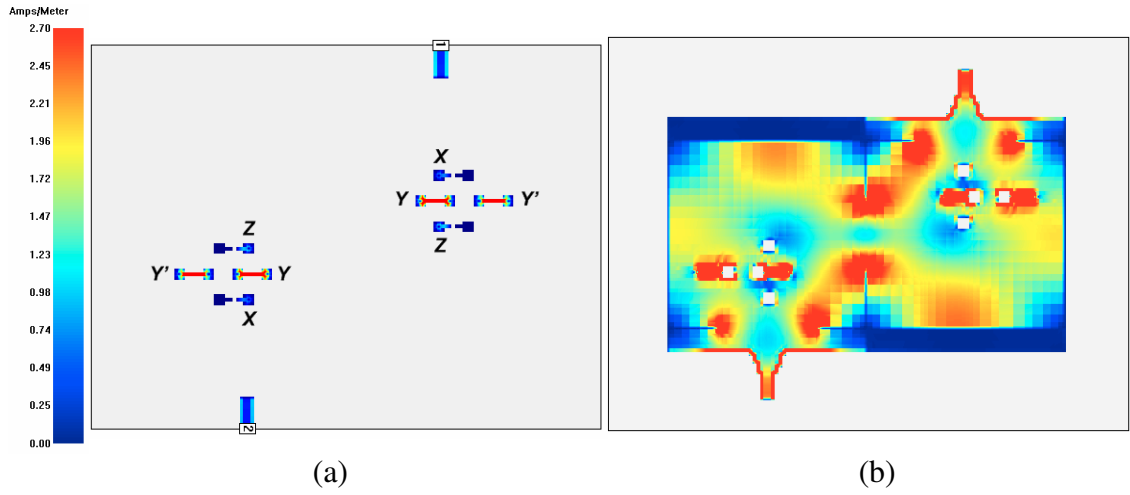 Amps/Meter
2.70
2.45
2.21
1.96
1.72
1.47
1.23
0.98
0.74
0.49
0.25
0.00
1
X
Y Y'
Z
Z
Y' Y
X
2
(a) (b)